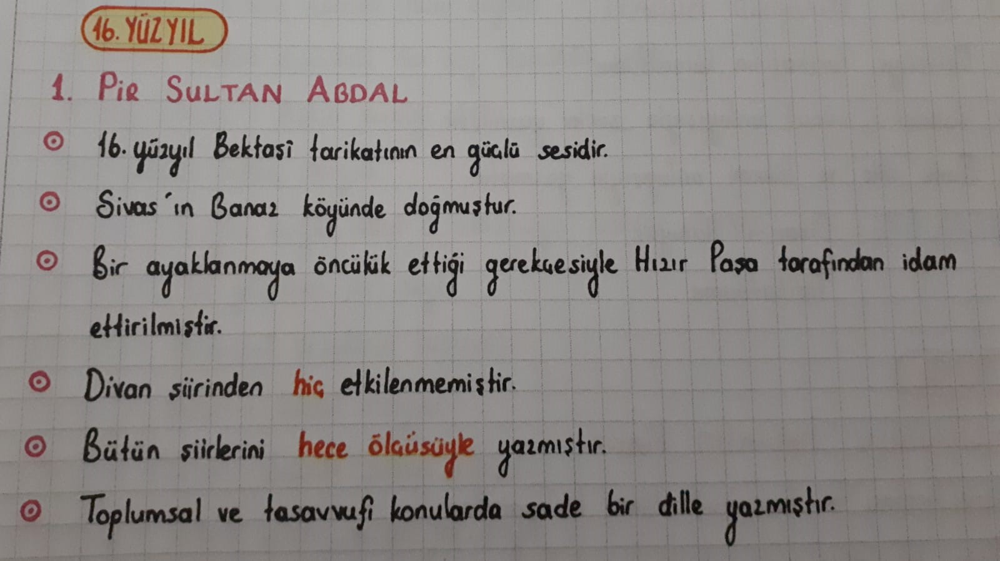 16. YÜZYIL
1. PİR SULTAN ABDAL
16. yüzyıl Bektaşî tarikatının en güçlü sesidir.
Sivas'ın Banaz köyünde doğmuştur.
Bir ayaklanmaya öncülük ettiği gerekçesiyle Hızır Paşa tarafından idam
ettirilmiştir.
Divan şiirinden hiç etkilenmemiştir.
Bütün şiirlerini hece ölçüsüyle yazmıştır.
Toplumsal ve tasavvufi konularda sade bir dille yazmıştır.